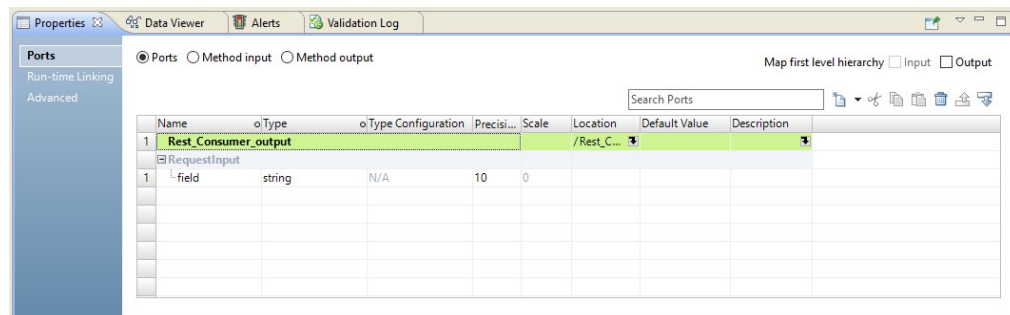 Properties Data Viewer Alerts Validation Log
Ports
Run-time Linking
Advanced
Ports Method input Method output
Map first level hierarchy Input Output
Search Ports
Name Type Type Configuration Precisi... Scale Location Default Value Description
1 Rest_Consumer_output /Rest_C...
RequestInput
1 field string N/A 10 0